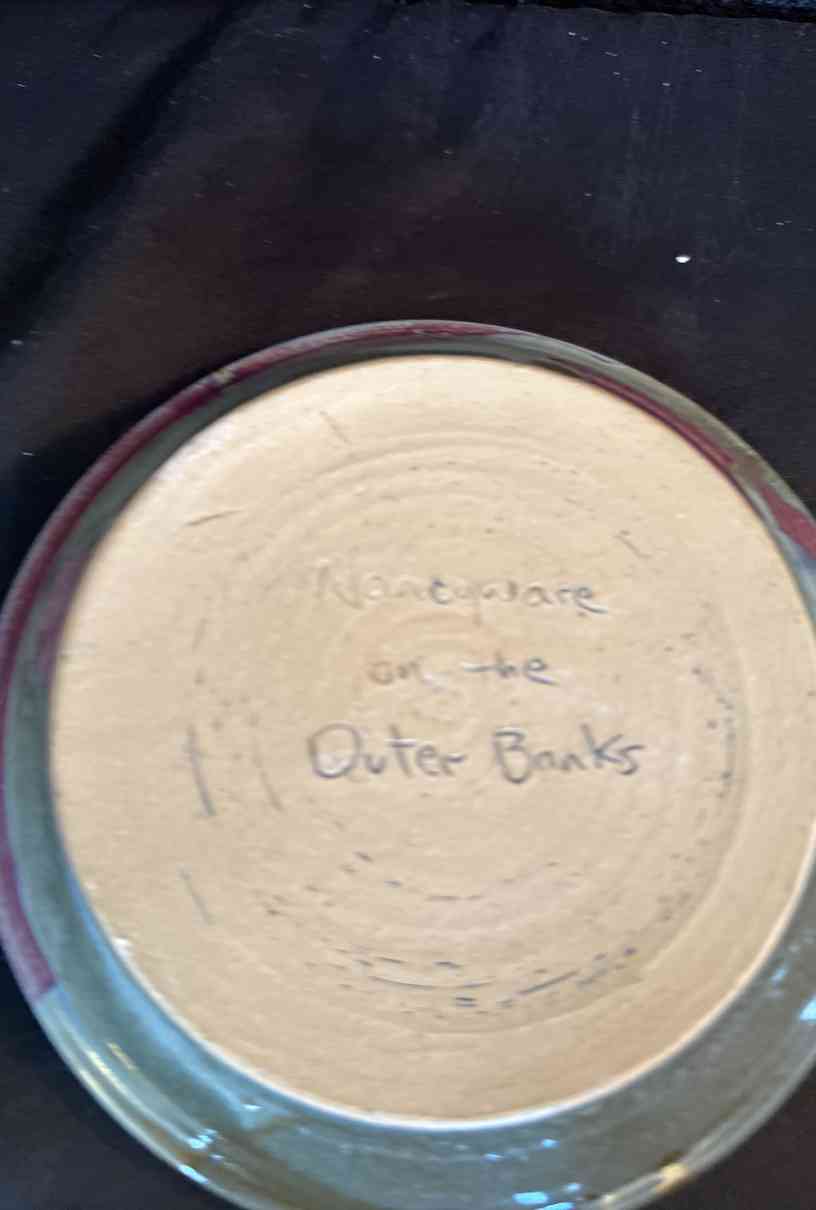 Nancyware
on the
Outer Banks